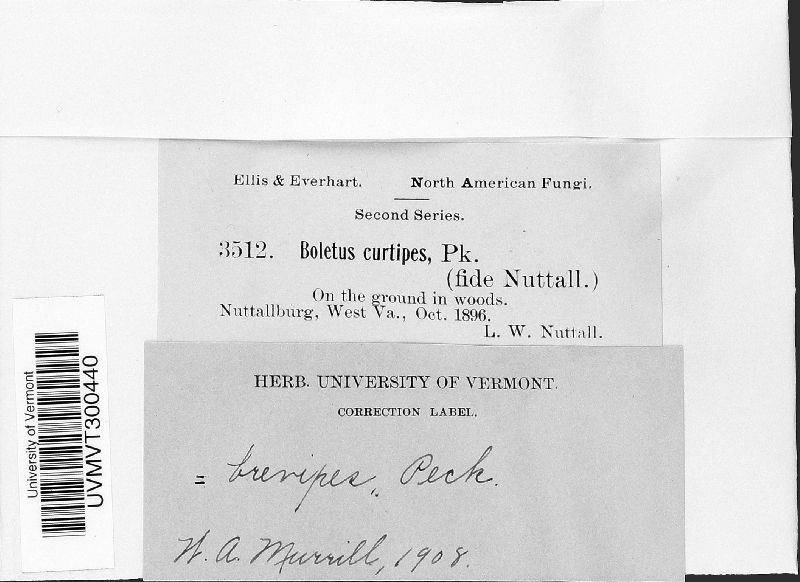 Ellis & Everhart. North American Fungi.
Second Series.
3512. Boletus curtipes, Pk.
(fide Nuttall.)
On the ground in woods.
Nuttallburg, West Va., Oct. 1896.
L. W. Nuttall.
University of Vermont
UVMVT300440
HERB. UNIVERSITY OF VERMONT.
CORRECTION LABEL.
= brevipes, Peck.
W. A. Murrill, 1908.